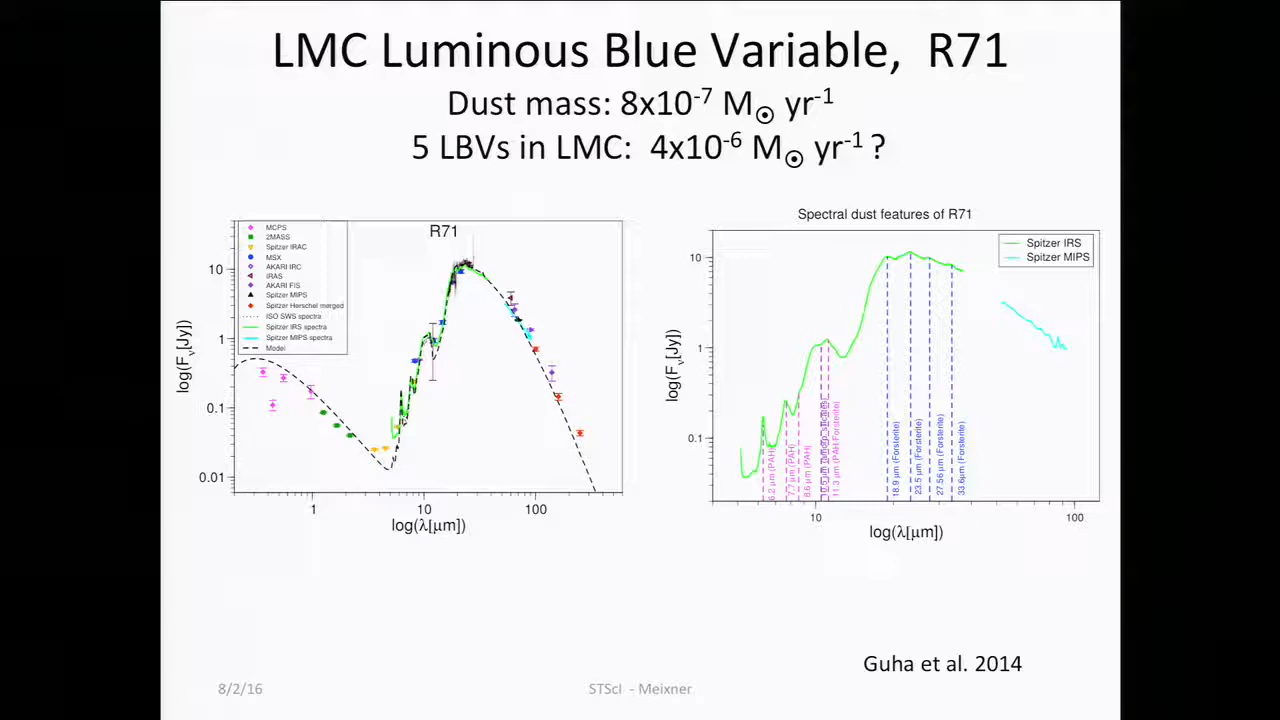 LMC Luminous Blue Variable, R71
Dust mass: 8x10-7 M☉ yr-1
5 LBVs in LMC: 4x10-6 M☉ yr-1 ?
R71
MCPS
2MASS
Spitzer IRAC
MSX
AKARI IRC
IRAS
AKARI FIS
Spitzer MIPS
Spitzer Herschel merged
ISO SWS spectra
Spitzer IRS spectra
Spitzer MIPS spectra
Model
log(Fν[Jy])
10
1
0.1
0.01
1
10
100
log(λ[μm])
Spectral dust features of R71
Spitzer IRS
Spitzer MIPS
log(Fν[Jy])
10
1
0.1
6.2 μm (PAH)
7.7 μm (PAH)
8.6 μm (PAH)
11.3 μm (PAH/Forsterite)
18.9 μm (Forsterite)
23.5 μm (Forsterite)
27.56 μm (Forsterite)
33.6μm (Forsterite)
10
100
log(λ[μm])
Guha et al. 2014
8/2/16
STScI - Meixner